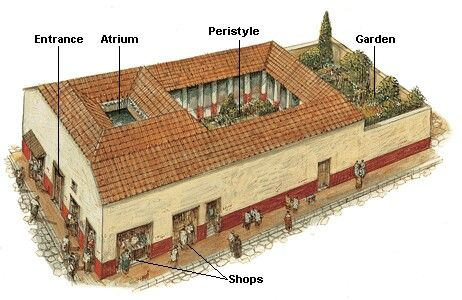 Entrance
Atrium
Peristyle
Garden
Shops